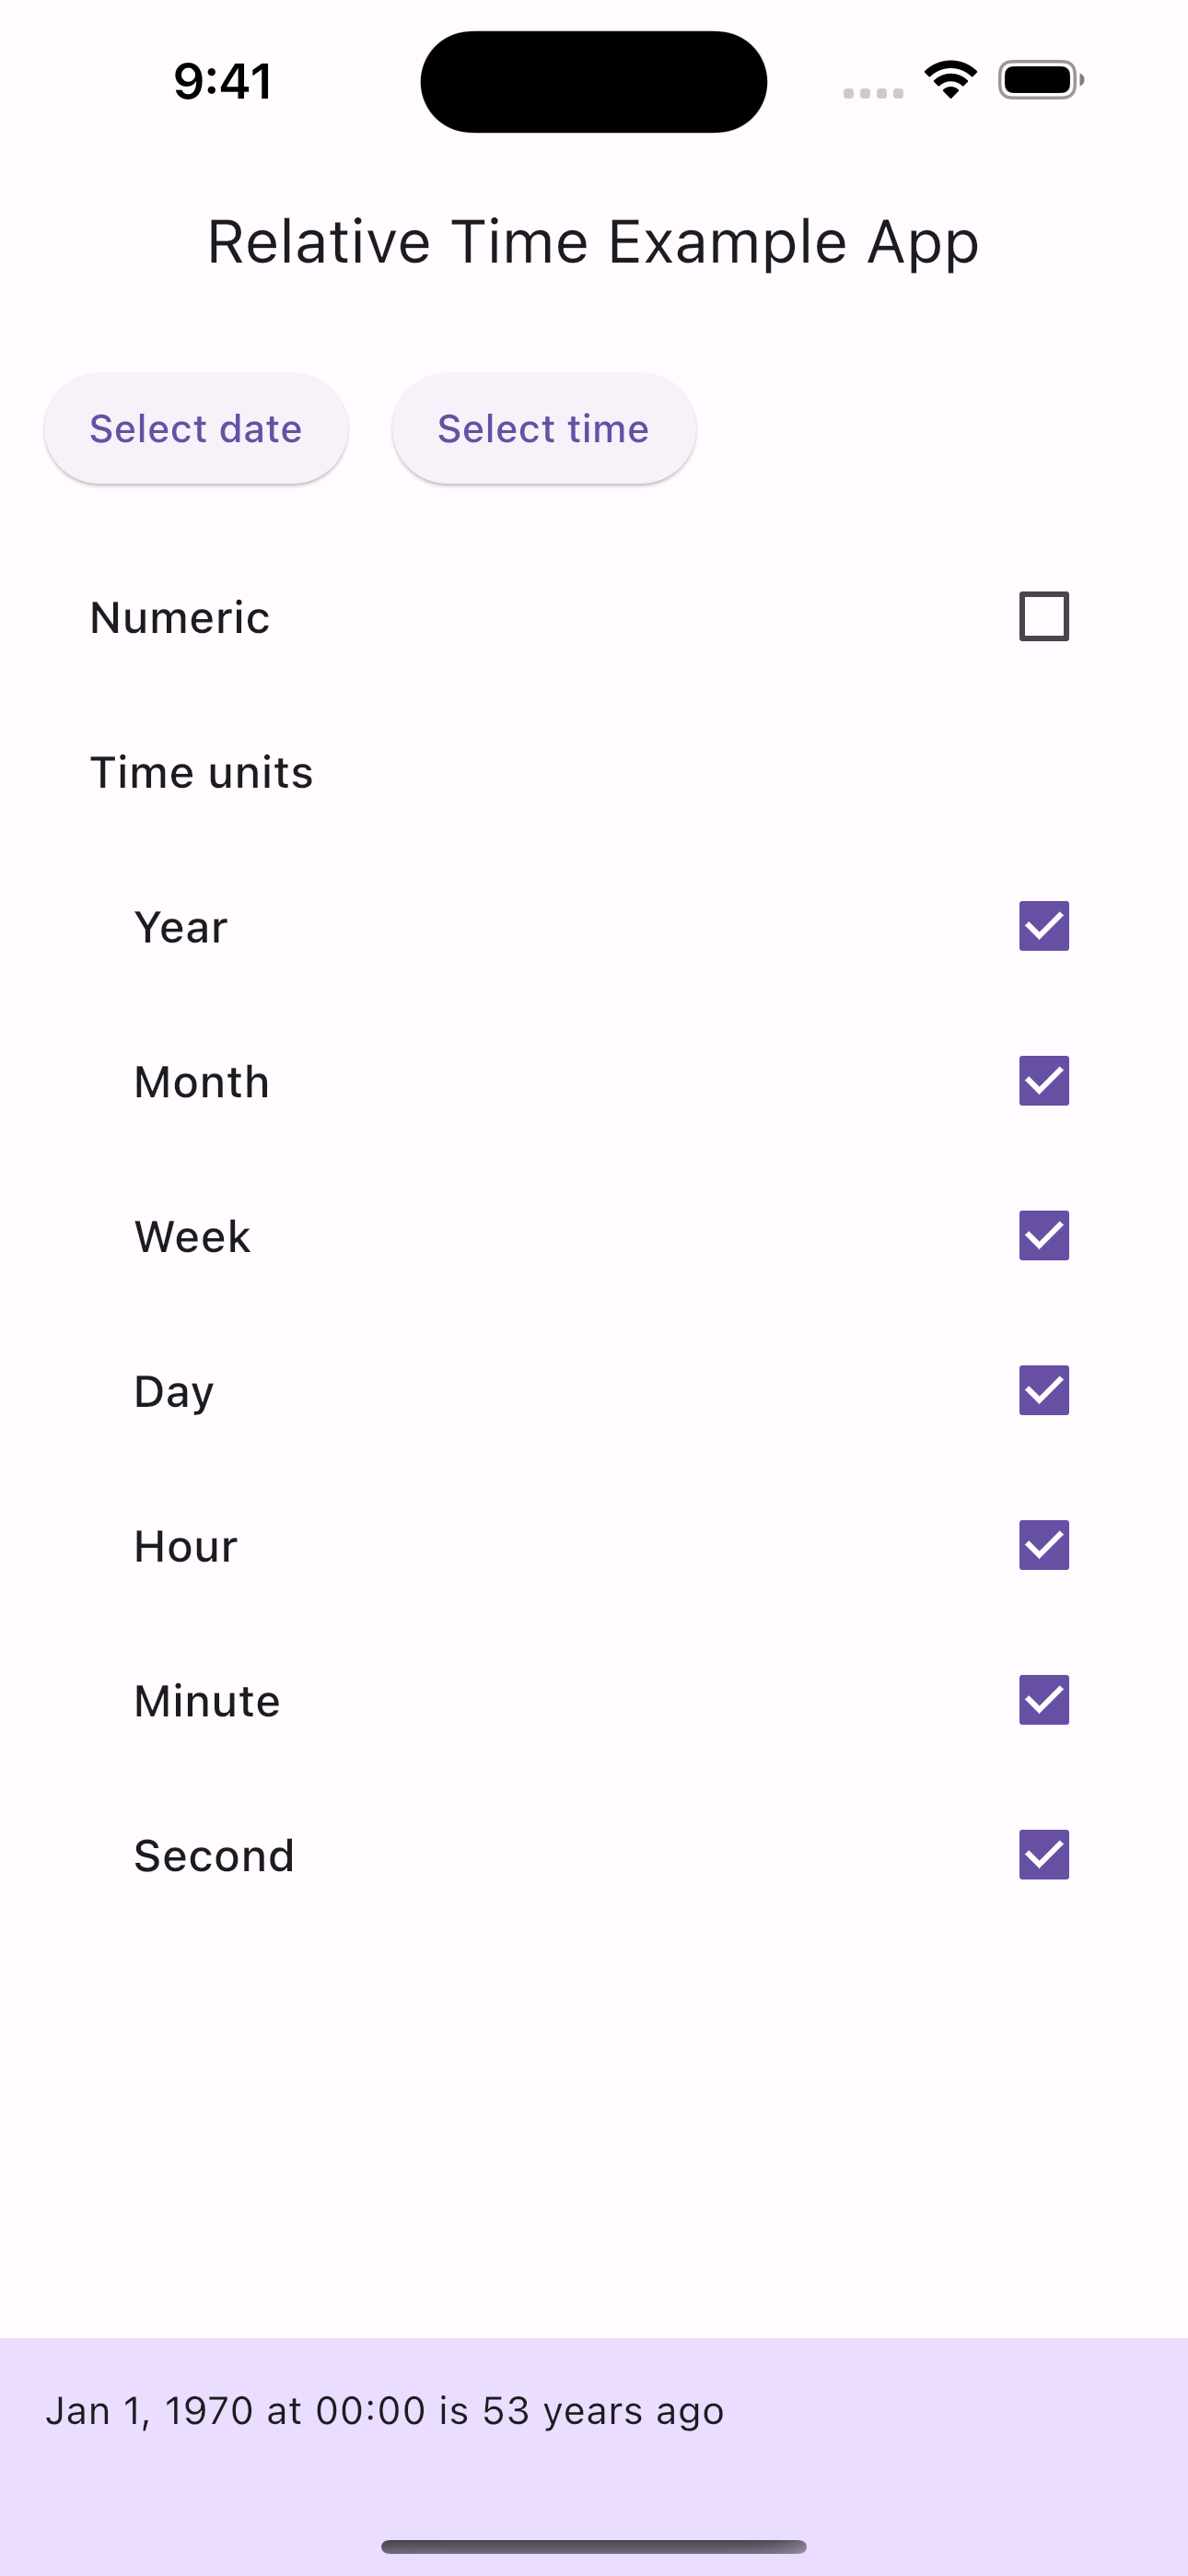 9:41
Relative Time Example App
Select date Select time
Numeric
Time units
Year
Month
Week
Day
Hour
Minute
Second
Jan 1, 1970 at 00:00 is 53 years ago